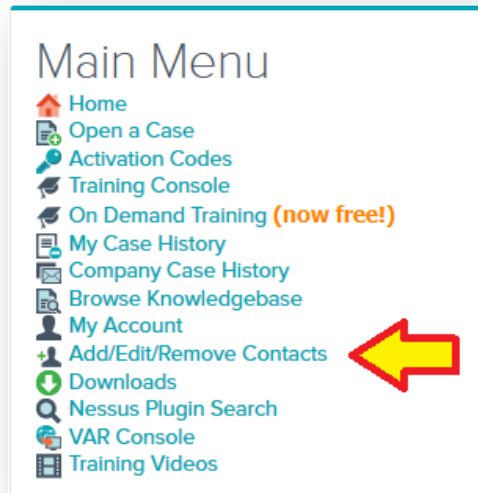 Main Menu
Home
Open a Case
Activation Codes
Training Console
On Demand Training (now free!)
My Case History
Company Case History
Browse Knowledgebase
My Account
Add/Edit/Remove Contacts
Downloads
Nessus Plugin Search
VAR Console
Training Videos